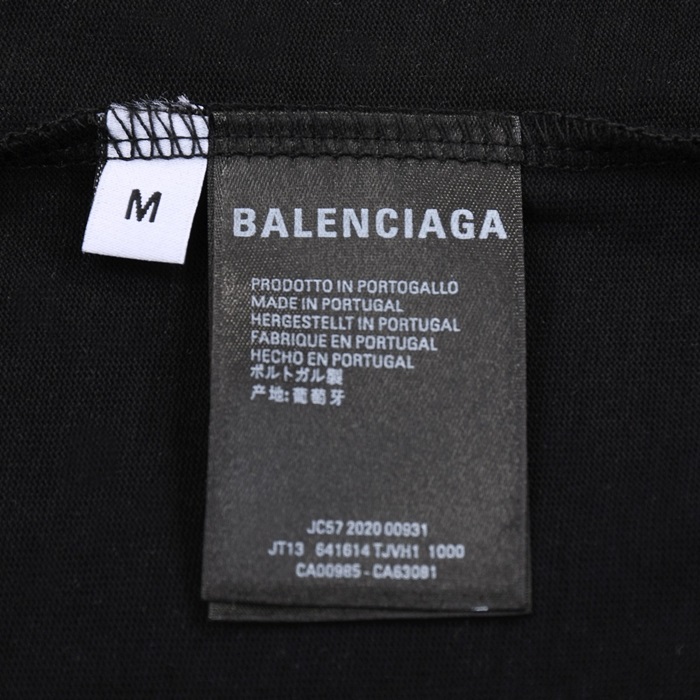 M
BALENCIAGA
PRODOTTO IN PORTOGALLO
MADE IN PORTUGAL
HERGESTELLT IN PORTUGAL
FABRIQUE EN PORTUGAL
HECHO EN PORTUGAL
ポルトガル製
产地:葡萄牙
JC57 2020 00931
JT13 641614 TJVH1 1000
CA00985 - CA63081